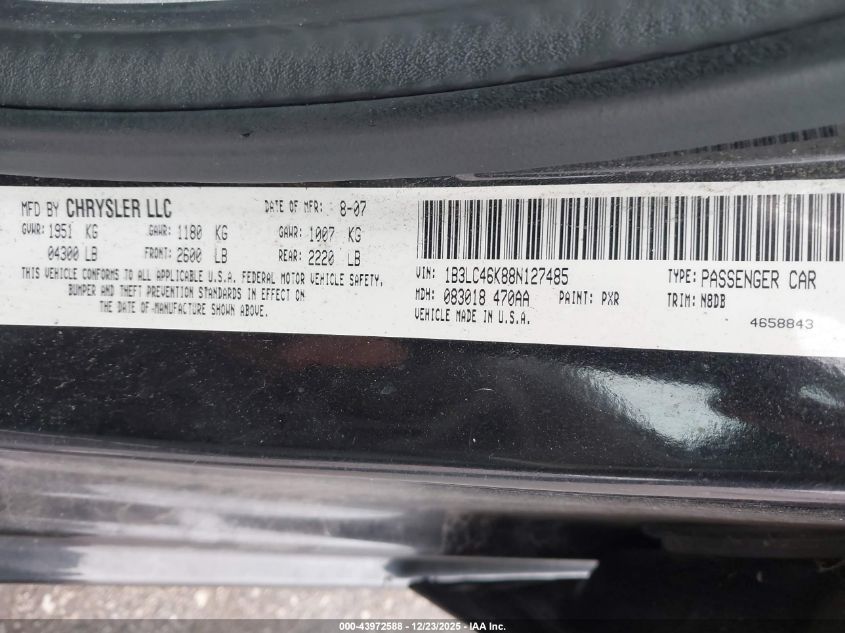 MFD BY CHRYSLER LLC DATE OF MFR: 8-07
GVWR: 1951 KG GAWR: 1180 KG GAWR: 1007 KG
04300 LB FRONT: 2600 LB REAR: 2220 LB
THIS VEHICLE CONFORMS TO ALL APPLICABLE U.S.A. FEDERAL MOTOR VEHICLE SAFETY,
BUMPER AND THEFT PREVENTION STANDARDS IN EFFECT ON
THE DATE OF-MANUFACTURE SHOWN ABOVE.
VIN: 1B3LC46K88N127485 TYPE: PASSENGER CAR
MDH: 083018 470AA PAINT: PXR TRIM: N8DB
VEHICLE MADE IN U.S.A.
4658843
000-43972588 - 12/23/2025 - IAA, Inc.